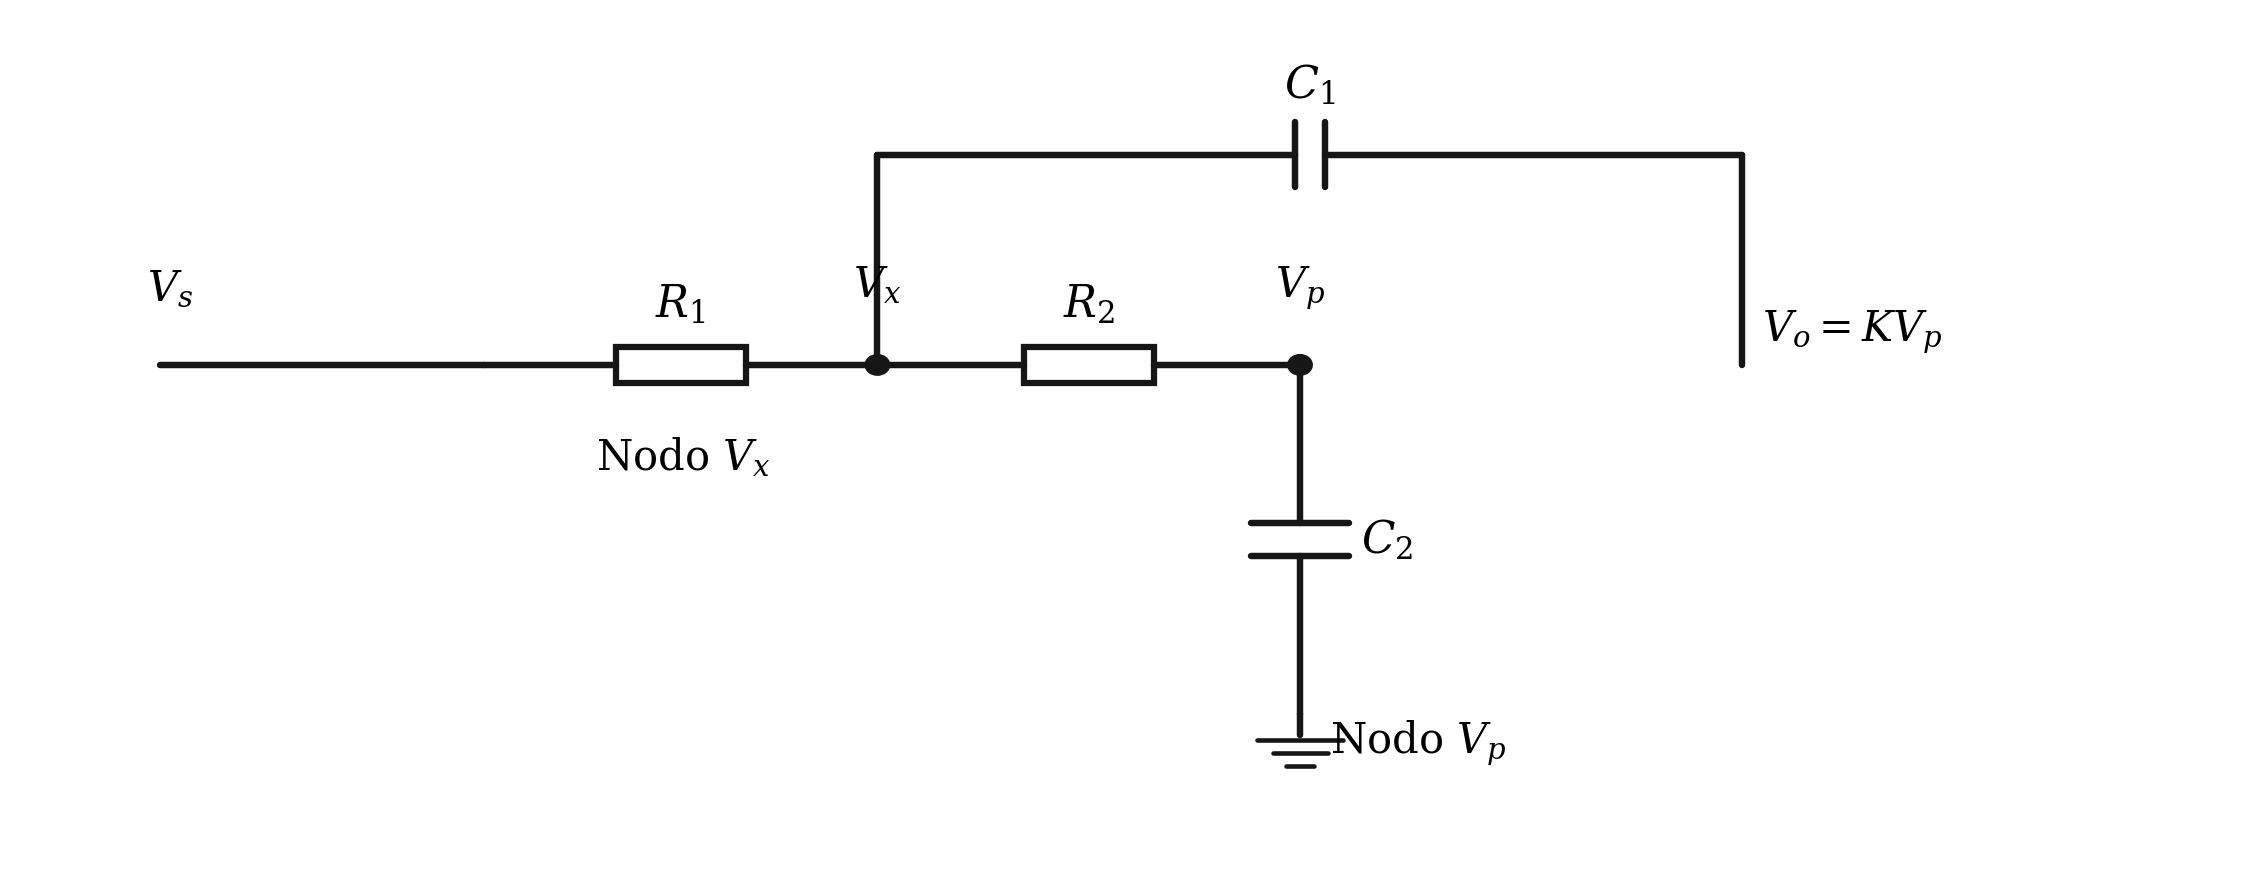 C₁
Vₛ
R₁
Vₓ
R₂
Vₚ
Vₒ = KVₚ
Nodo Vₓ
C₂
Nodo Vₚ